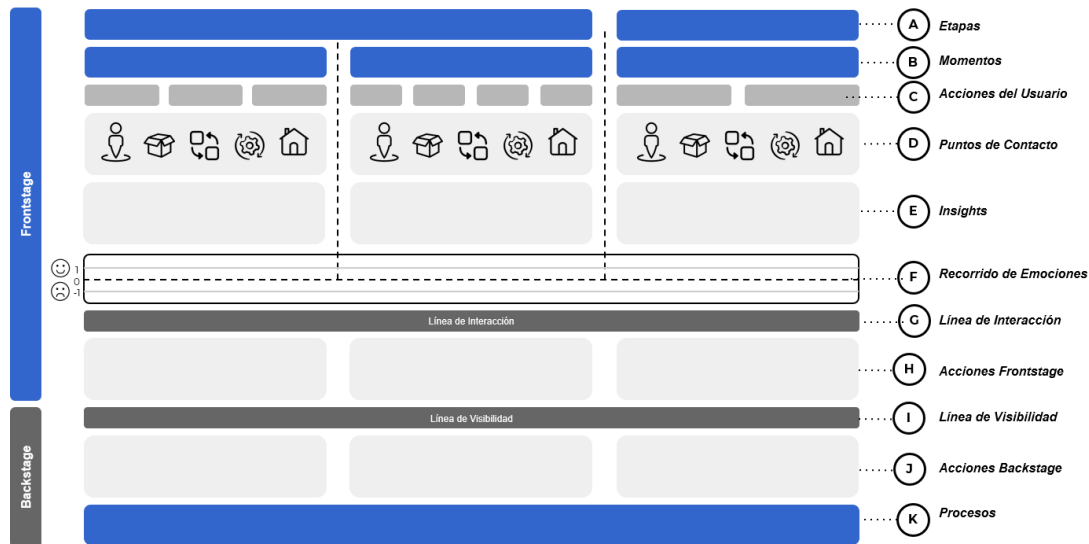 Frontstage
Backstage
A
Etapas
B
Momentos
C
Acciones del Usuario
D
Puntos de Contacto
E
Insights
1
0
-1
F
Recorrido de Emociones
Línea de Interacción
G
Línea de Interacción
H
Acciones Frontstage
Línea de Visibilidad
I
Línea de Visibilidad
J
Acciones Backstage
K
Procesos